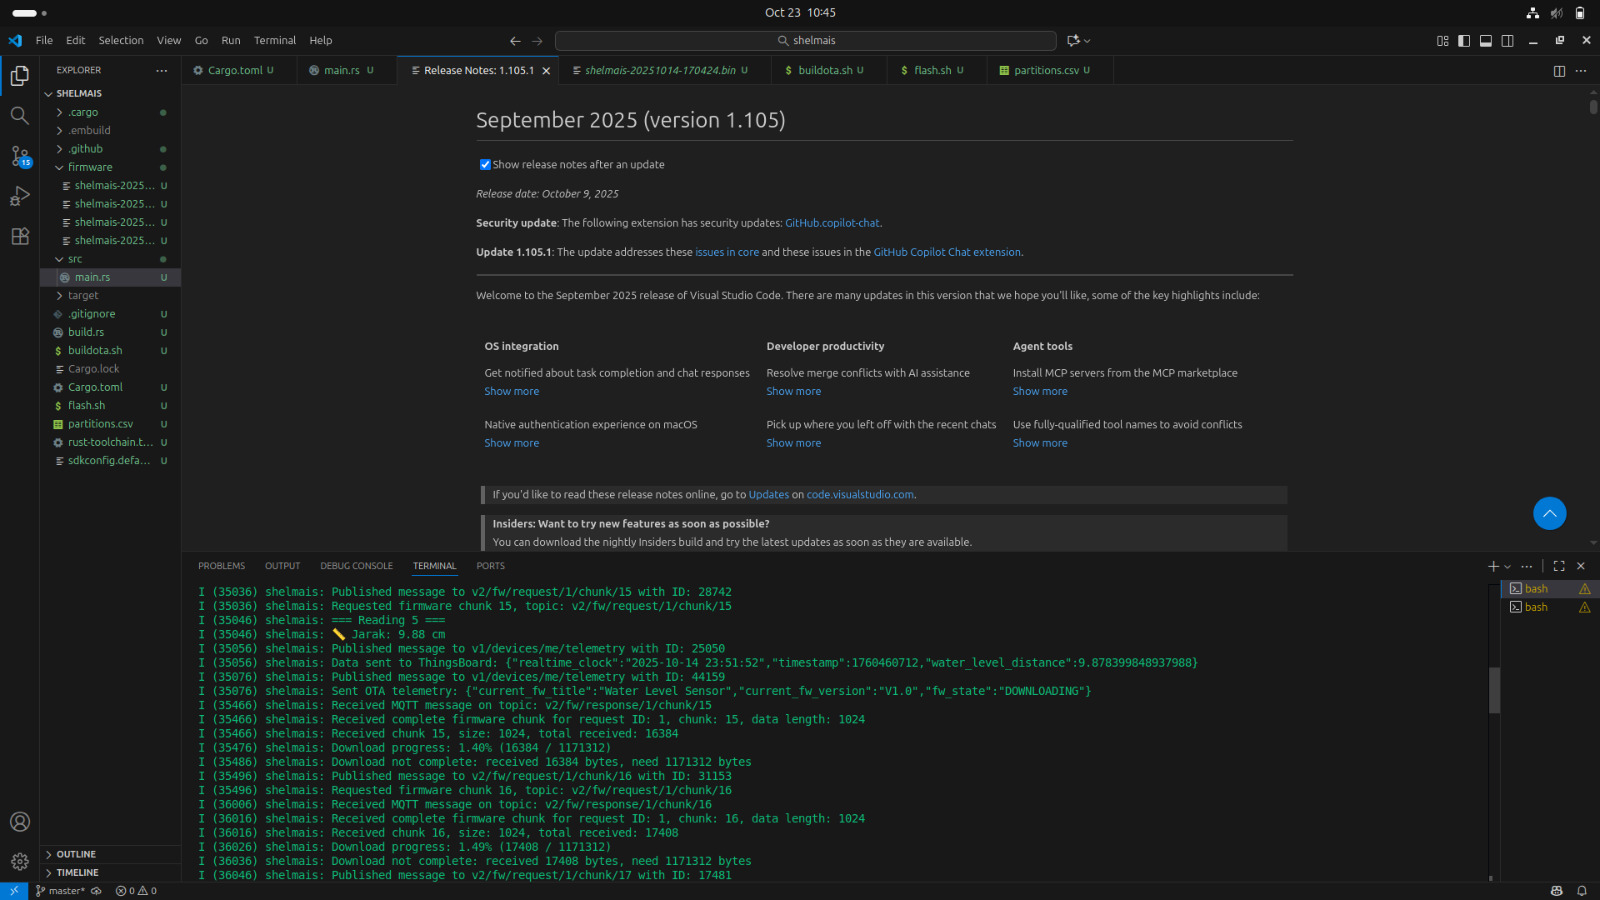 Oct 23 10:45
File Edit Selection View Go Run Terminal Help
shelmais
EXPLORER
Cargo.toml U
main.rs U
Release Notes: 1.105.1
shelmais-20251014-170424.bin U
$ buildota.sh U
$ flash.sh U
partitions.csv U
SHELMAIS
.cargo
.embuild
.github
firmware
shelmais-2025... U
shelmais-2025... U
shelmais-2025... U
shelmais-2025... U
src
main.rs U
target
.gitignore U
build.rs U
$ buildota.sh U
Cargo.lock
Cargo.toml U
$ flash.sh U
partitions.csv U
rust-toolchain.t... U
sdkconfig.defa... U
OUTLINE
TIMELINE
15
September 2025 (version 1.105)
Show release notes after an update
Release date: October 9, 2025
Security update: The following extension has security updates: GitHub.copilot-chat.
Update 1.105.1: The update addresses these issues in core and these issues in the GitHub Copilot Chat extension.
Welcome to the September 2025 release of Visual Studio Code. There are many updates in this version that we hope you'll like, some of the key highlights include:
OS integration Developer productivity Agent tools
Get notified about task completion and chat responses Resolve merge conflicts with AI assistance Install MCP servers from the MCP marketplace
Show more Show more Show more
Native authentication experience on macOS Pick up where you left off with the recent chats Use fully-qualified tool names to avoid conflicts
Show more Show more Show more
If you'd like to read these release notes online, go to Updates on code.visualstudio.com.
Insiders: Want to try new features as soon as possible?
You can download the nightly Insiders build and try the latest updates as soon as they are available.
PROBLEMS OUTPUT DEBUG CONSOLE TERMINAL PORTS
bash
bash
I (35036) shelmais: Published message to v2/fw/request/1/chunk/15 with ID: 28742
I (35036) shelmais: Requested firmware chunk 15, topic: v2/fw/request/1/chunk/15
I (35046) shelmais: === Reading 5 ===
I (35046) shelmais: 📏 Jarak: 9.88 cm
I (35056) shelmais: Published message to v1/devices/me/telemetry with ID: 25050
I (35056) shelmais: Data sent to ThingsBoard: {"realtime_clock":"2025-10-14 23:51:52","timestamp":1760460712,"water_level_distance":9.878399848937988}
I (35076) shelmais: Published message to v1/devices/me/telemetry with ID: 44159
I (35076) shelmais: Sent OTA telemetry: {"current_fw_title":"Water Level Sensor","current_fw_version":"V1.0","fw_state":"DOWNLOADING"}
I (35466) shelmais: Received MQTT message on topic: v2/fw/response/1/chunk/15
I (35466) shelmais: Received complete firmware chunk for request ID: 1, chunk: 15, data length: 1024
I (35466) shelmais: Received chunk 15, size: 1024, total received: 16384
I (35476) shelmais: Download progress: 1.40% (16384 / 1171312)
I (35486) shelmais: Download not complete: received 16384 bytes, need 1171312 bytes
I (35496) shelmais: Published message to v2/fw/request/1/chunk/16 with ID: 31153
I (35496) shelmais: Requested firmware chunk 16, topic: v2/fw/request/1/chunk/16
I (36006) shelmais: Received MQTT message on topic: v2/fw/response/1/chunk/16
I (36016) shelmais: Received complete firmware chunk for request ID: 1, chunk: 16, data length: 1024
I (36016) shelmais: Received chunk 16, size: 1024, total received: 17408
I (36026) shelmais: Download progress: 1.49% (17408 / 1171312)
I (36036) shelmais: Download not complete: received 17408 bytes, need 1171312 bytes
I (36046) shelmais: Published message to v2/fw/request/1/chunk/17 with ID: 17481
master* 0 0